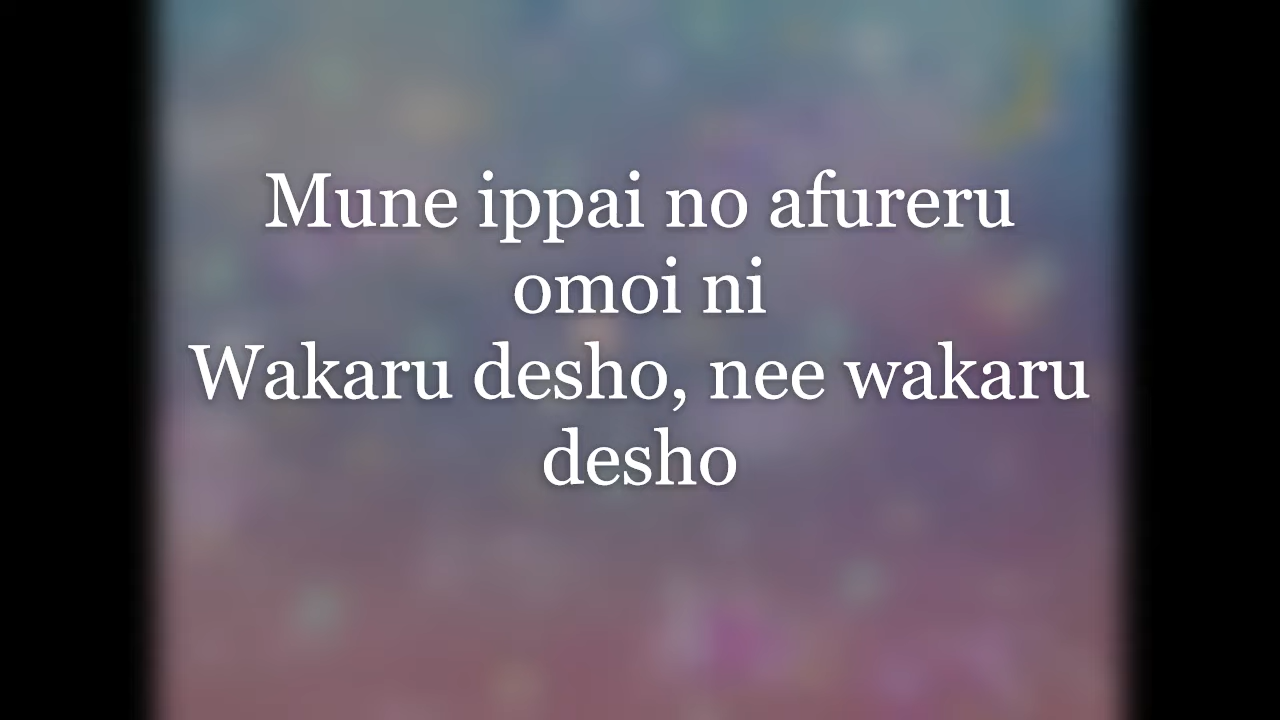 Mune ippai no afureru
omoi ni
Wakaru desho, nee wakaru
desho